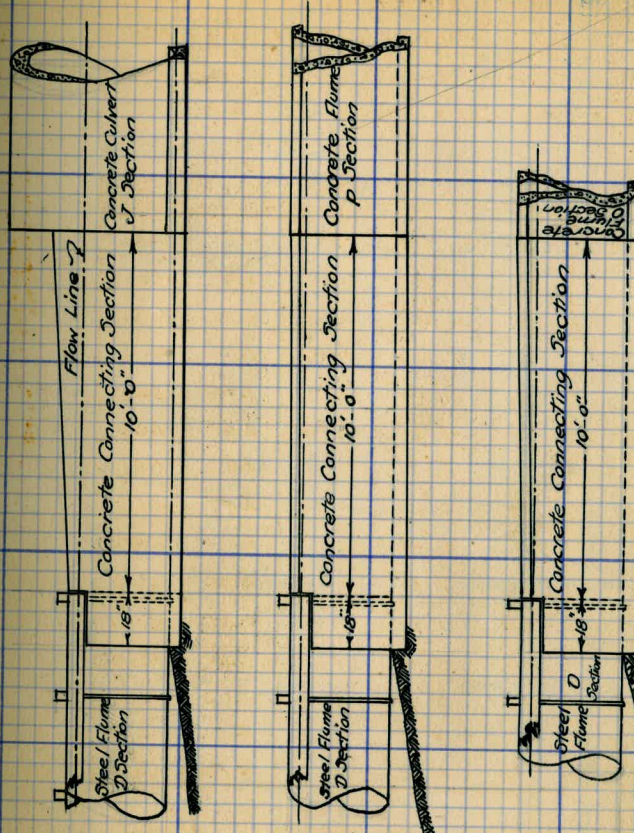 Concrete Culvert
J Section
Flow Line
Concrete Connecting Section
10'-0"
18"
Steel Flume
D Section
Concrete Flume
P Section
Concrete Connecting Section
10'-0"
18"
Steel Flume
D Section
Concrete
Flume
O Section
Concrete Connecting Section
10'-0"
18"
Steel
Flume
D
Section